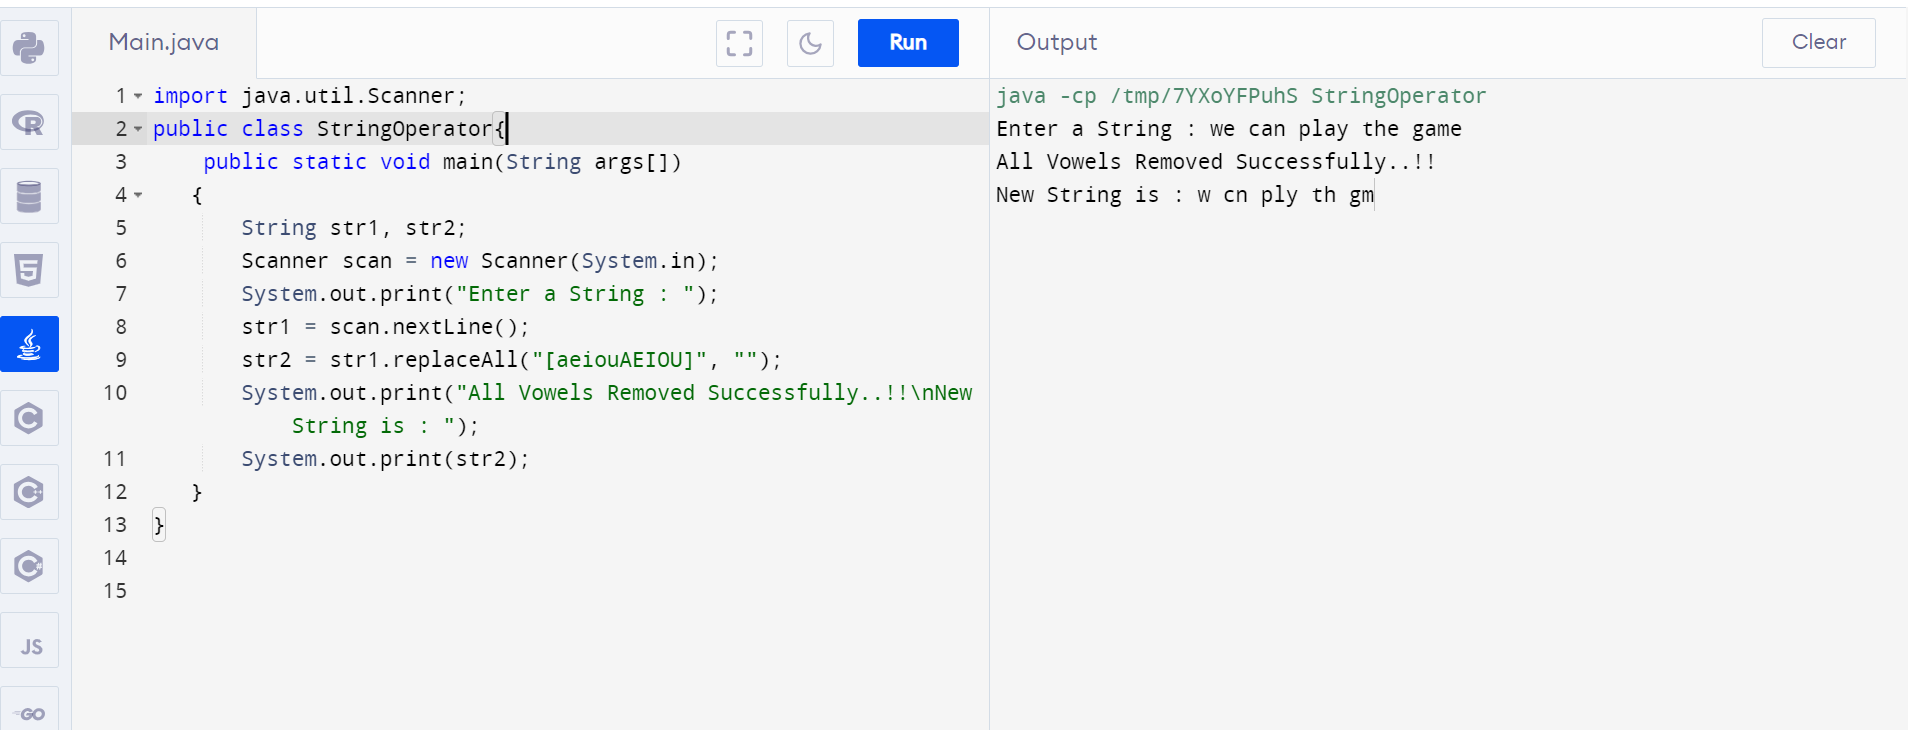 Main.java
Run
Output
Clear
1 import java.util.Scanner;
2 public class StringOperator{
3 public static void main(String args[])
4 {
5 String str1, str2;
6 Scanner scan = new Scanner(System.in);
7 System.out.print("Enter a String : ");
8 str1 = scan.nextLine();
9 str2 = str1.replaceAll("[aeiouAEIOU]", "");
10 System.out.print("All Vowels Removed Successfully..!!\nNew
String is : ");
11 System.out.print(str2);
12 }
13 }
14
15
java -cp /tmp/7YXoYFPuhS StringOperator
Enter a String : we can play the game
All Vowels Removed Successfully..!!
New String is : w cn ply th gm
R
5
C
C++
C#
JS
GO